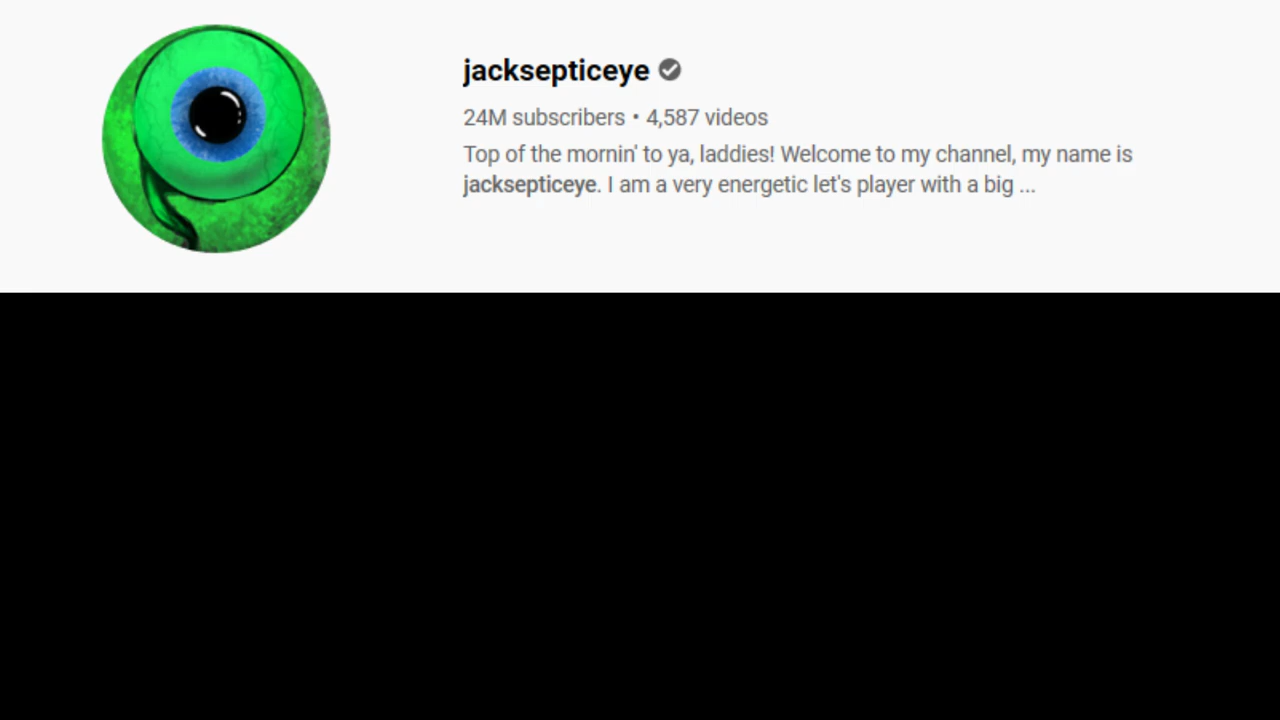 jacksepticeye
24M subscribers • 4,587 videos
Top of the mornin' to ya, laddies! Welcome to my channel, my name is
jacksepticeye. I am a very energetic let's player with a big ...